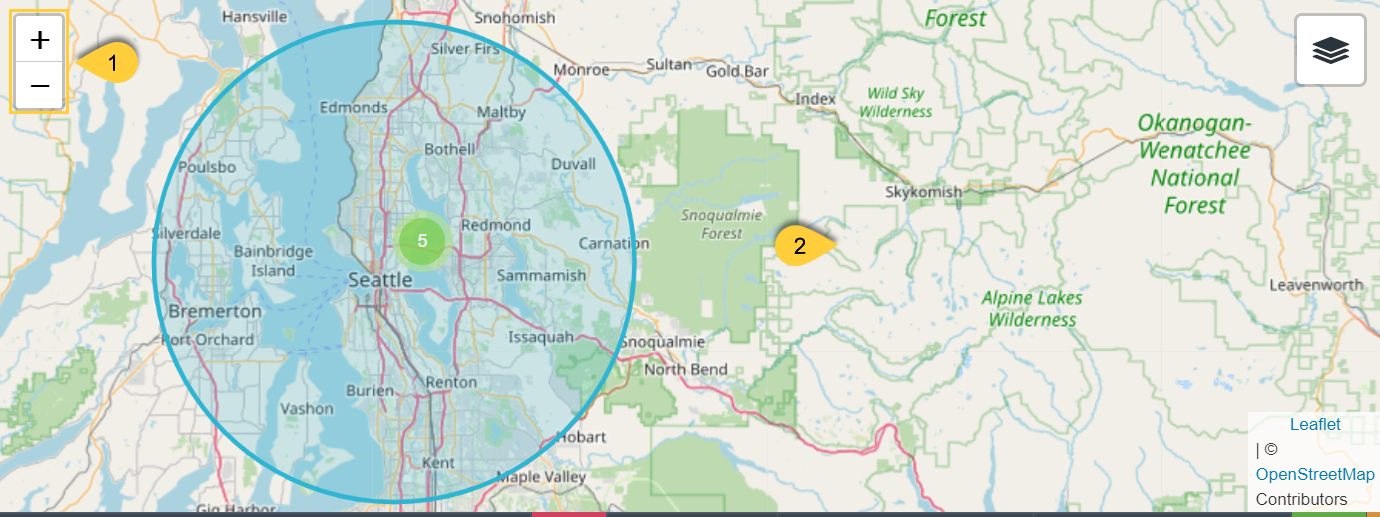 Hansville
Snohomish
Forest
+
1
−
Silver Firs
Monroe
Sultan
Gold Bar
Edmonds
Maltby
Index
Wild Sky
Wilderness
Okanogan-
Wenatchee
National
Forest
Bothell
Poulsbo
Duvall
Skykomish
Snoqualmie
Forest
Silverdale
Redmond
Bainbridge
Island
5
Carnation
2
Seattle
Sammamish
Leavenworth
Alpine Lakes
Wilderness
Bremerton
Port Orchard
Issaquah
Snoqualmie
North Bend
Burien
Renton
Vashon
Hobart
Kent
Maple Valley
Gig Harbor
Leaflet
| ©
OpenStreetMap
Contributors